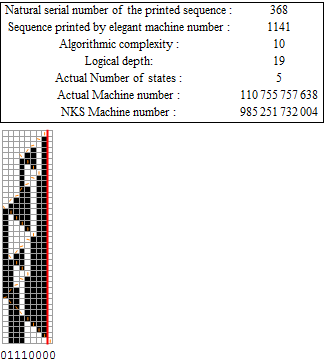 Natural serial number of the printed sequence : 368
Sequence printed by elegant machine number : 1141
Algorithmic complexity : 10
Logical depth: 19
Actual Number of states : 5
Actual Machine number : 110 755 757 638
NKS Machine number : 985 251 732 004
01110000